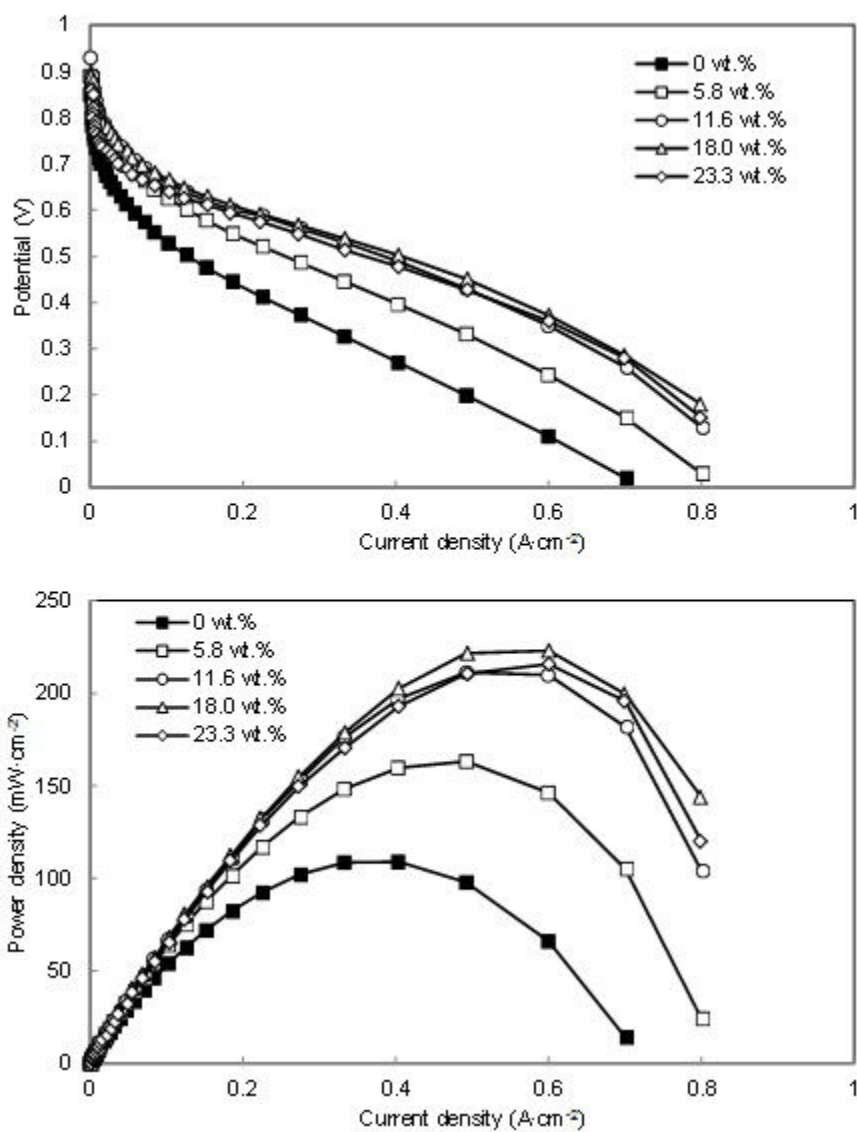 1
0.9
0.8
0.7
0.6
0.5
0.4
0.3
0.2
0.1
0
Potential (V)
0 wt.%
5.8 wt.%
11.6 wt.%
18.0 wt.%
23.3 wt.%
0 0.2 0.4 0.6 0.8 1
Current density (A·cm⁻²)
250
200
150
100
50
0
Power density (mW·cm⁻²)
0 wt.%
5.8 wt.%
11.6 wt.%
18.0 wt.%
23.3 wt.%
0 0.2 0.4 0.6 0.8 1
Current density (A·cm⁻²)